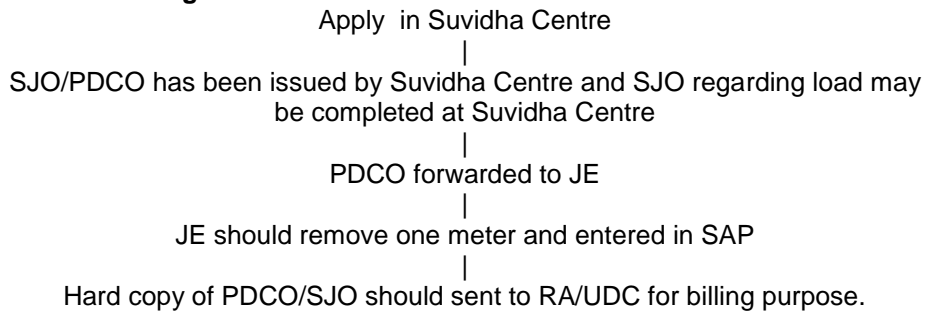 Apply in Suvidha Centre
|
SJO/PDCO has been issued by Suvidha Centre and SJO regarding load may
be completed at Suvidha Centre
|
PDCO forwarded to JE
|
JE should remove one meter and entered in SAP
|
Hard copy of PDCO/SJO should sent to RA/UDC for billing purpose.